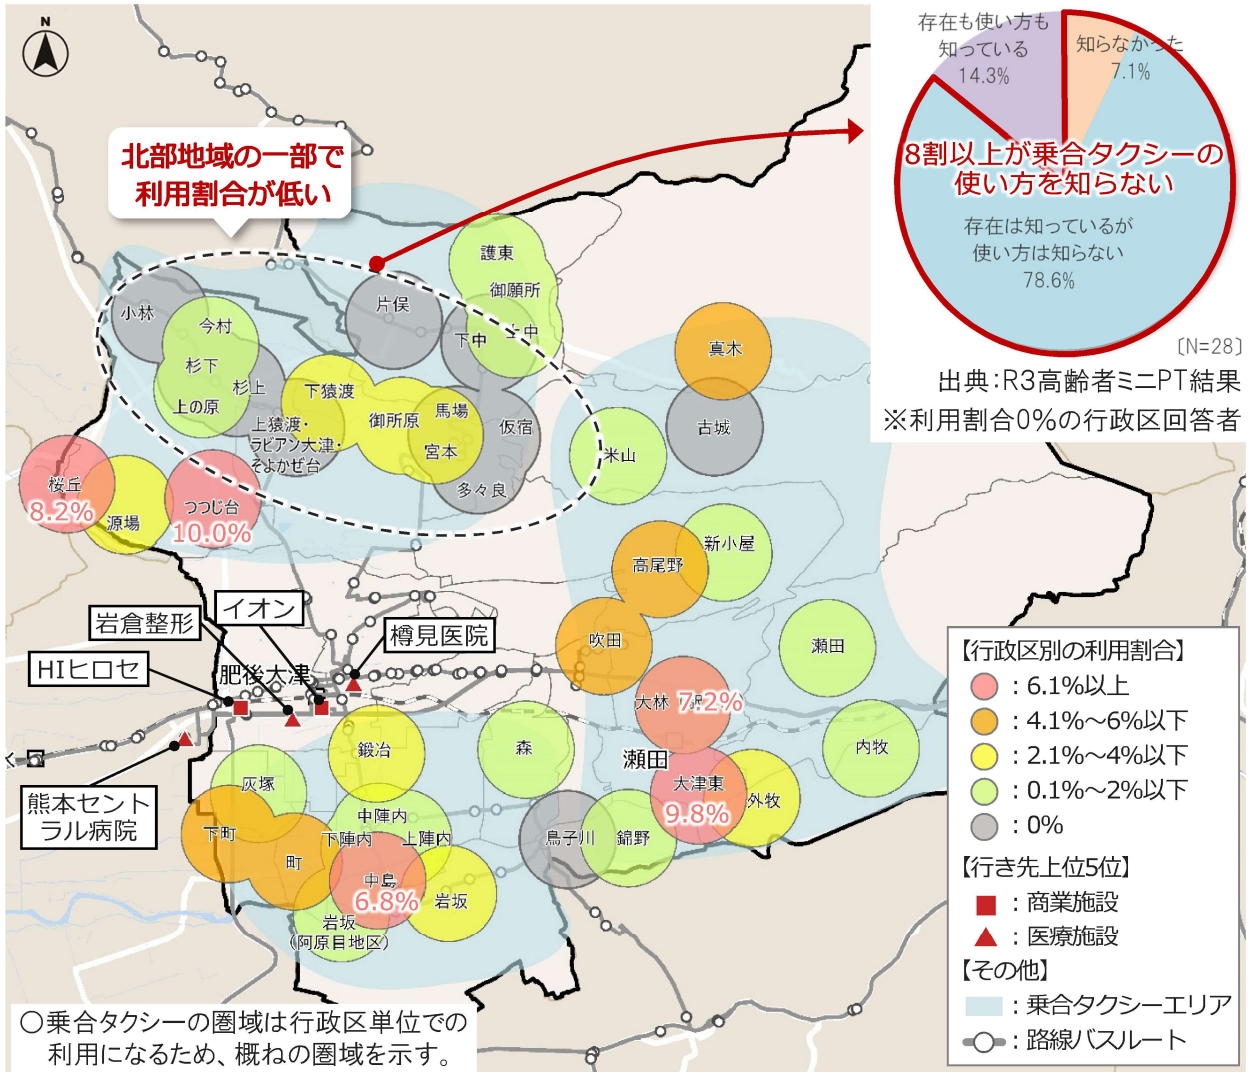 N
北部地域の一部で
利用割合が低い
存在も使い方も
知っている
14.3%
知らなかった
7.1%
8割以上が乗合タクシーの
使い方を知らない
存在は知っているが
使い方は知らない
78.6%
〔N=28〕
出典:R3高齢者ミニPT結果
※利用割合0%の行政区回答者
護東
御願所
上中
片俣
下中
小林
今村
杉下
杉上
上の原
下猿渡
上猿渡・
ラビアン大津・
そよかぜ台
御所原
馬場
宮本
仮宿
多々良
真木
古城
米山
桜丘
8.2%
源場
つつじ台
10.0%
新小屋
高尾野
吹田
瀬田
大林
7.2%
内牧
瀬田
大津東
9.8%
外牧
イオン
岩倉整形
樽見医院
HIヒロセ
肥後大津
熊本セント
ラル病院
鍛冶
森
灰塚
中陣内
下陣内
上陣内
下町
町
中島
6.8%
岩坂
岩坂
(阿原目地区)
鳥子川
錦野
【行政区別の利用割合】
:6.1%以上
:4.1%~6%以下
:2.1%~4%以下
:0.1%~2%以下
:0%
【行き先上位5位】
:商業施設
:医療施設
【その他】
:乗合タクシーエリア
:路線バスルート
○乗合タクシーの圏域は行政区単位での
利用になるため、概ねの圏域を示す。